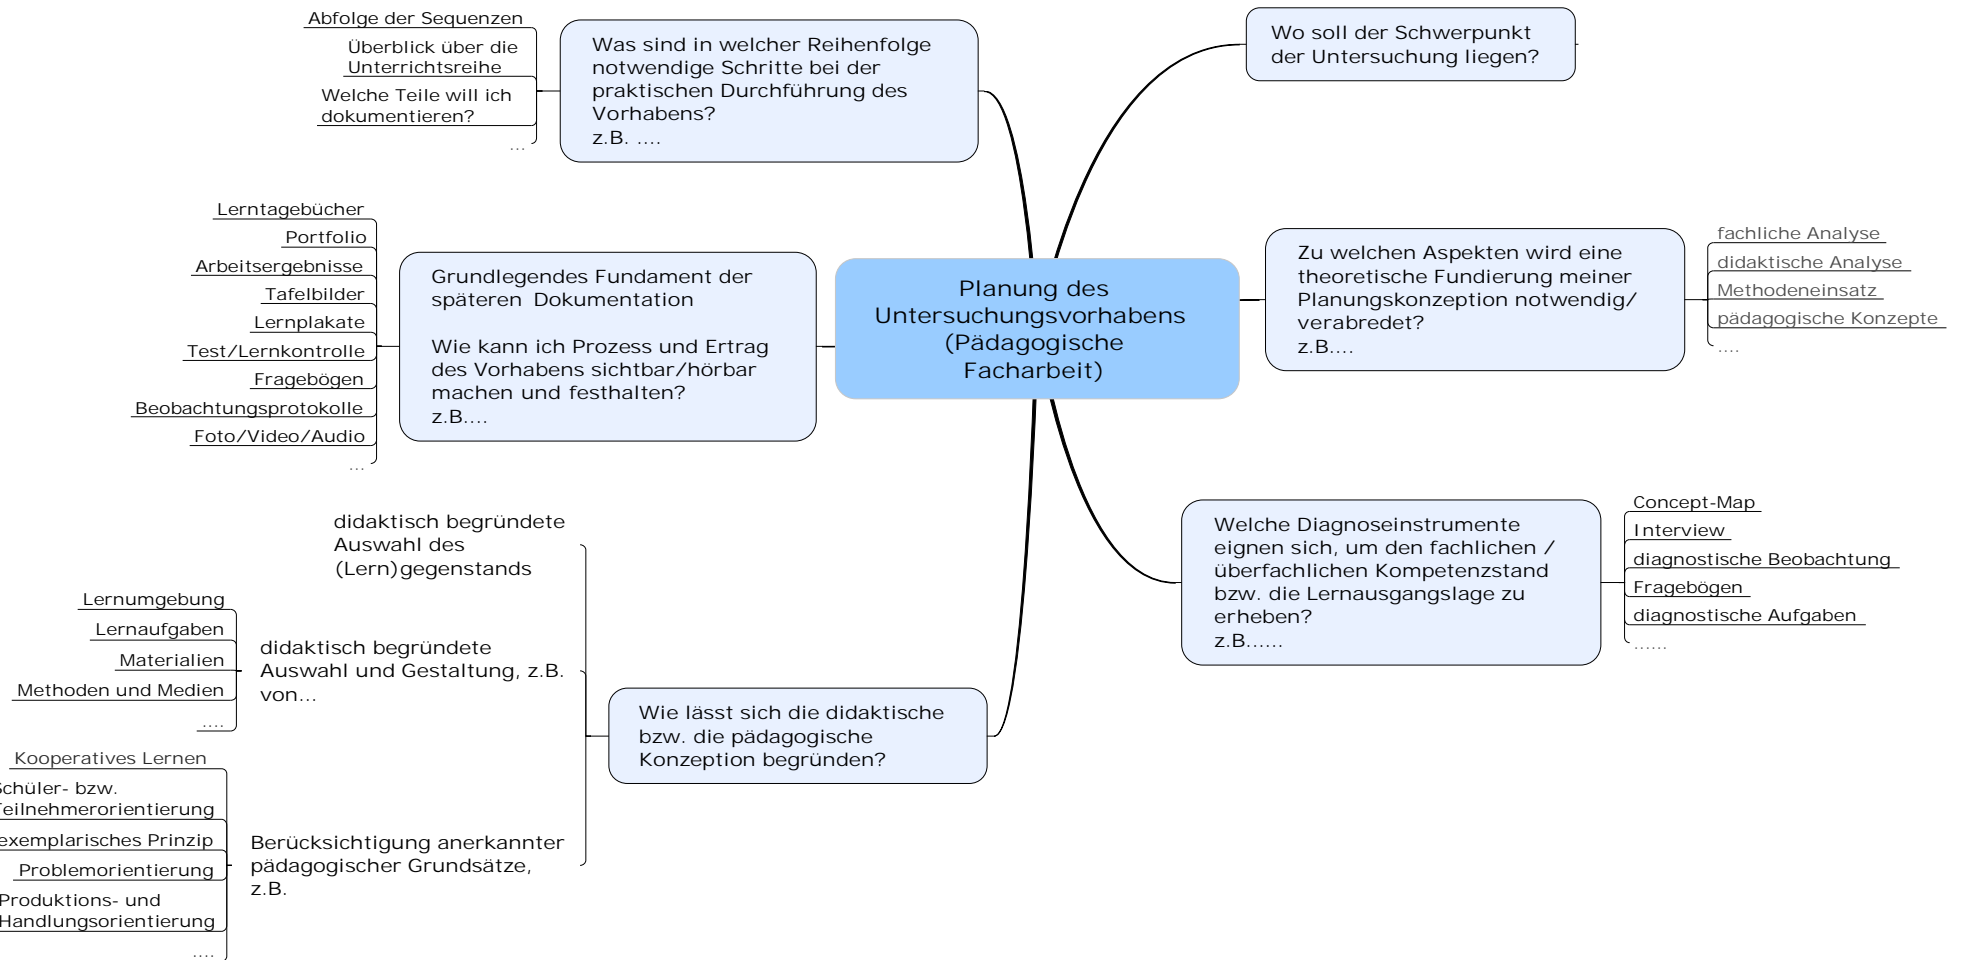 Planung des
Untersuchungsvorhabens
(Pädagogische
Facharbeit)
Wo soll der Schwerpunkt
der Untersuchung liegen?
Zu welchen Aspekten wird eine
theoretische Fundierung meiner
Planungskonzeption notwendig/
verabredet?
z.B....
fachliche Analyse
didaktische Analyse
Methodeneinsatz
pädagogische Konzepte
....
Welche Diagnoseinstrumente
eignen sich, um den fachlichen /
überfachlichen Kompetenzstand
bzw. die Lernausgangslage zu
erheben?
z.B......
Concept-Map
Interview
diagnostische Beobachtung
Fragebögen
diagnostische Aufgaben
......
Wie lässt sich die didaktische
bzw. die pädagogische
Konzeption begründen?
didaktisch begründete
Auswahl des
(Lern)gegenstands
didaktisch begründete
Auswahl und Gestaltung, z.B.
von...
Lernumgebung
Lernaufgaben
Materialien
Methoden und Medien
....
Berücksichtigung anerkannter
pädagogischer Grundsätze,
z.B.
Kooperatives Lernen
Schüler- bzw.
Teilnehmerorientierung
exemplarisches Prinzip
Problemorientierung
Produktions- und
Handlungsorientierung
....
Grundlegendes Fundament der
späteren Dokumentation
Wie kann ich Prozess und Ertrag
des Vorhabens sichtbar/hörbar
machen und festhalten?
z.B....
Lerntagebücher
Portfolio
Arbeitsergebnisse
Tafelbilder
Lernplakate
Test/Lernkontrolle
Fragebögen
Beobachtungsprotokolle
Foto/Video/Audio
...
Was sind in welcher Reihenfolge
notwendige Schritte bei der
praktischen Durchführung des
Vorhabens?
z.B. ....
Abfolge der Sequenzen
Überblick über die
Unterrichtsreihe
Welche Teile will ich
dokumentieren?
...